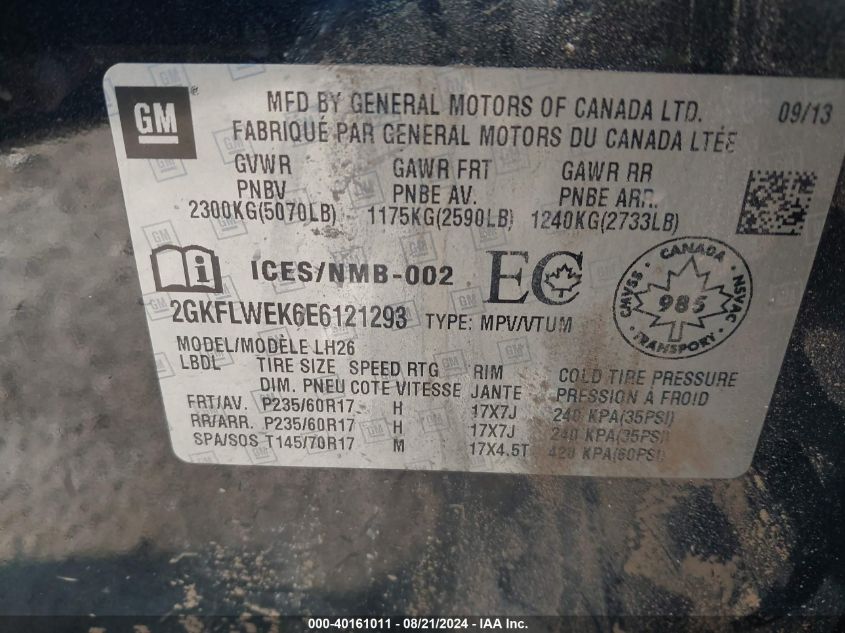 GM
MFD BY GENERAL MOTORS OF CANADA LTD. 09/13
FABRIQUÉ PAR GENERAL MOTORS DU CANADA LTÉE
GVWR GAWR FRT GAWR RR
PNBV PNBE AV. PNBE ARR.
2300KG(5070LB) 1175KG(2590LB) 1240KG(2733LB)
i ICES/NMB-002 EC
CANADA
CMVSS 985 NSVAC
TRANSPORT
2GKFLWEK6E6121293 TYPE: MPV/VTUM
MODEL/MODÈLE LH26
LBDL TIRE SIZE SPEED RTG RIM COLD TIRE PRESSURE
DIM. PNEU COTE VITESSE JANTE PRESSION À FROID
FRT/AV. P235/60R17 H 17X7J 240 KPA(35PSI)
RR/ARR. P235/60R17 H 17X7J 240 KPA(35PSI)
SPA/SOS T145/70R17 M 17X4.5T 420 KPA(60PSI)
000-40161011 - 08/21/2024 - IAA Inc.